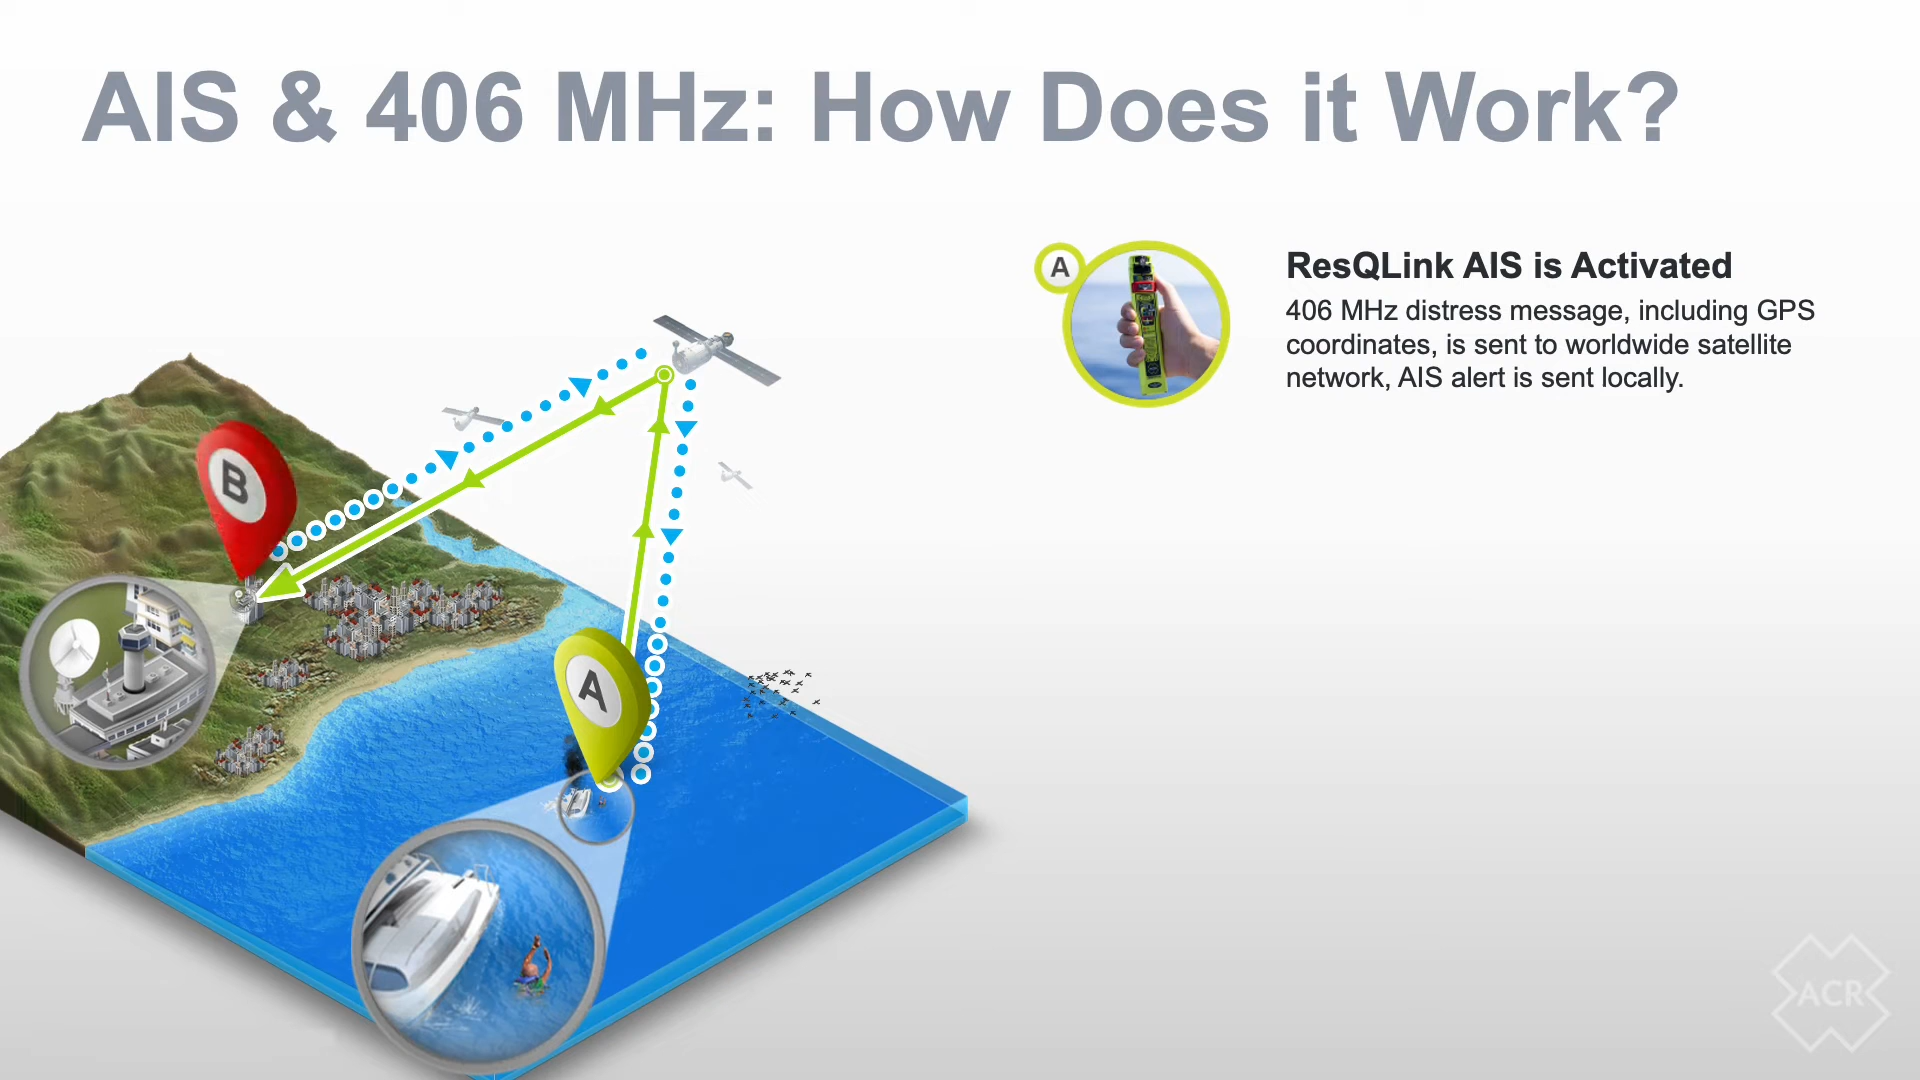 AIS & 406 MHz: How Does it Work?
A
ResQLink AIS is Activated
406 MHz distress message, including GPS
coordinates, is sent to worldwide satellite
network, AIS alert is sent locally.
B
A
ACR